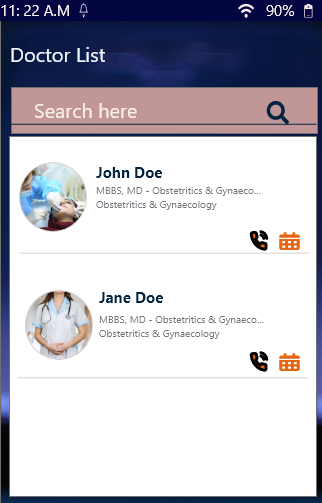 11: 22 A.M 90%
Doctor List
Search here
John Doe
MBBS, MD - Obstetritics & Gynaeco...
Obstetritics & Gynaecology
Jane Doe
MBBS, MD - Obstetritics & Gynaeco...
Obstetritics & Gynaecology